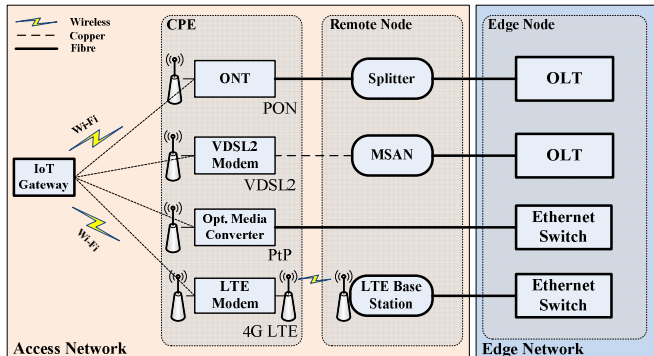 Wireless
Copper
Fibre
CPE
Remote Node
Edge Node
ONT
Splitter
OLT
PON
Wi-Fi
VDSL2
Modem
MSAN
OLT
VDSL2
IoT
Gateway
Opt. Media
Converter
Ethernet
Switch
PtP
Wi-Fi
LTE
Modem
LTE Base
Station
Ethernet
Switch
4G LTE
Access Network
Edge Network